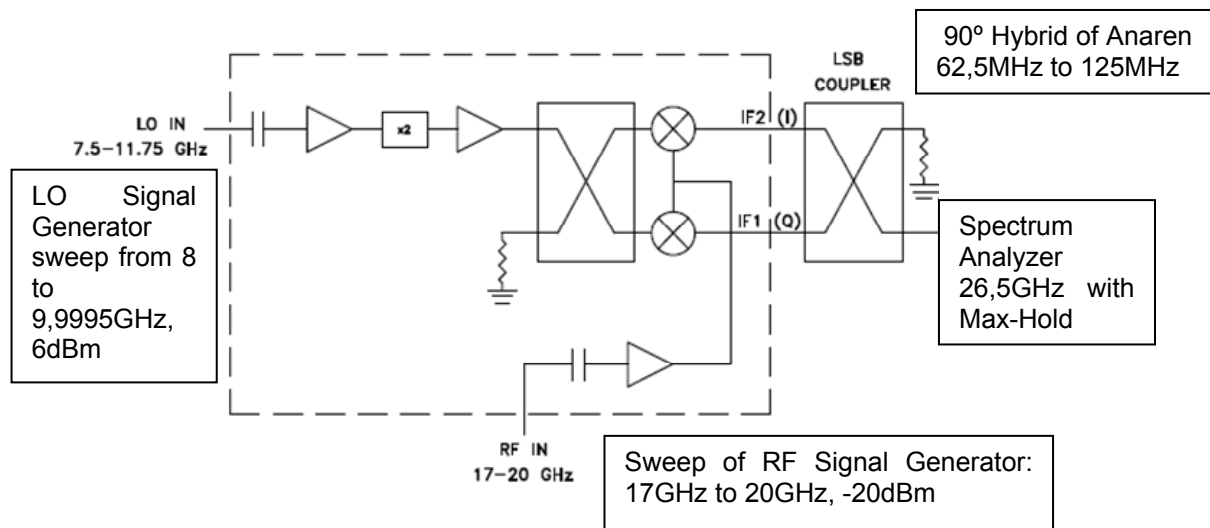 90º Hybrid of Anaren
62,5MHz to 125MHz
LSB
COUPLER
LO IN
7.5–11.75 GHz
x2
IF2 (I)
IF1 (Q)
LO Signal
Generator
sweep from 8
to
9,9995GHz,
6dBm
Spectrum
Analyzer
26,5GHz with
Max-Hold
RF IN
17–20 GHz
Sweep of RF Signal Generator:
17GHz to 20GHz, -20dBm